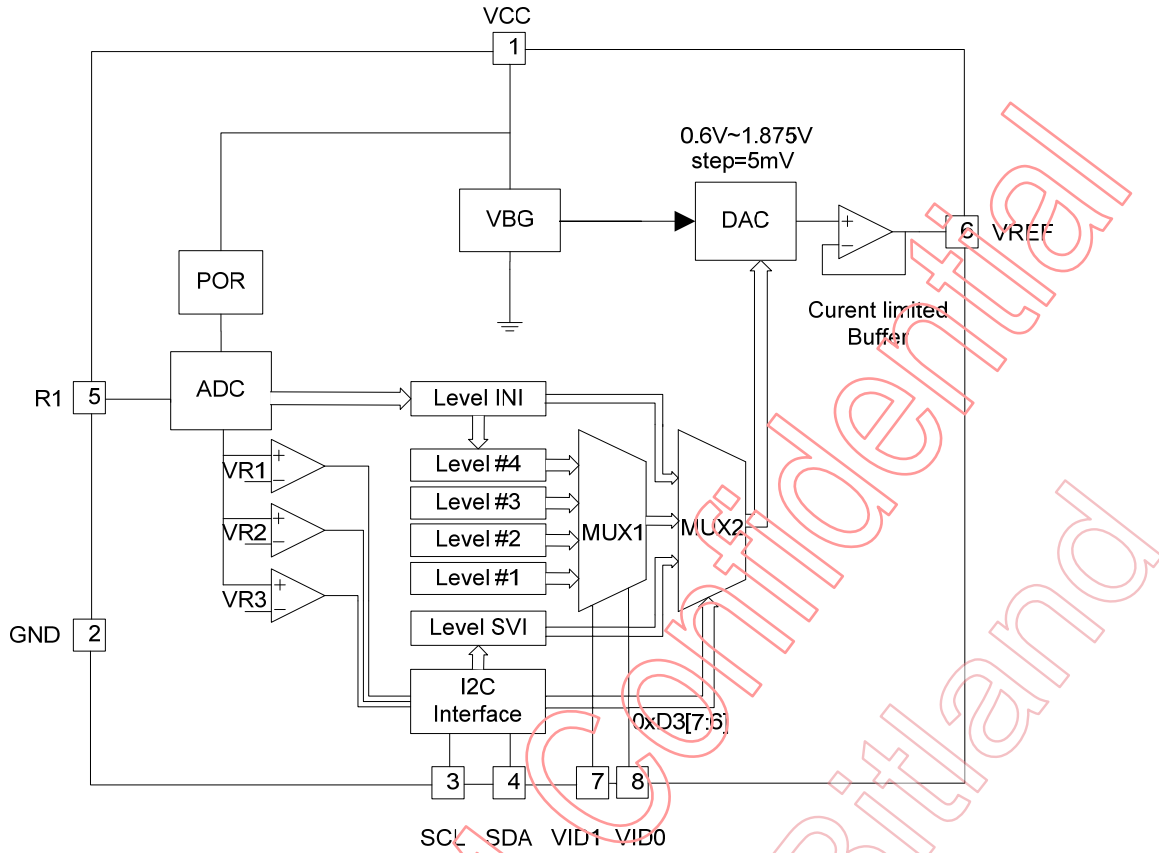 VCC
1
0.6V~1.875V
step=5mV
VBG
DAC
+
−
6
VREF
POR
Curent limited
Buffer
ADC
R1
5
Level INI
VR1
+
−
Level #4
Level #3
VR2
+
−
Level #2
MUX1
MUX2
Level #1
VR3
+
−
GND
2
Level SVI
I2C
Interface
0xD3[7:6]
3
4
7
8
SCL
SDA
VID1
VID0
Confidential
Bitland